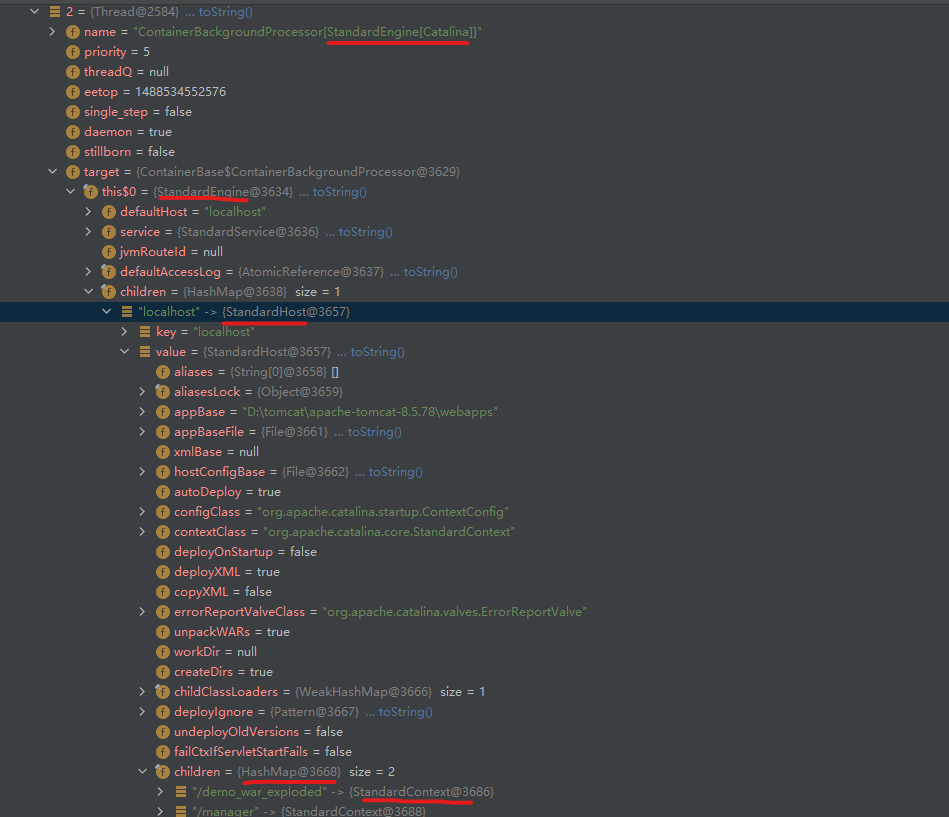 2 = {Thread@2584} ... toString()
name = "ContainerBackgroundProcessor[StandardEngine[Catalina]]"
priority = 5
threadQ = null
eetop = 1488534552576
single_step = false
daemon = true
stillborn = false
target = {ContainerBase$ContainerBackgroundProcessor@3629}
this$0 = {StandardEngine@3634} ... toString()
defaultHost = "localhost"
service = {StandardService@3636} ... toString()
jvmRouteId = null
defaultAccessLog = {AtomicReference@3637} ... toString()
children = {HashMap@3638} size = 1
"localhost" -> {StandardHost@3657}
key = "localhost"
value = {StandardHost@3657} ... toString()
aliases = {String[0]@3658} []
aliasesLock = {Object@3659}
appBase = "D:\tomcat\apache-tomcat-8.5.78\webapps"
appBaseFile = {File@3661} ... toString()
xmlBase = null
hostConfigBase = {File@3662} ... toString()
autoDeploy = true
configClass = "org.apache.catalina.startup.ContextConfig"
contextClass = "org.apache.catalina.core.StandardContext"
deployOnStartup = false
deployXML = true
copyXML = false
errorReportValveClass = "org.apache.catalina.valves.ErrorReportValve"
unpackWARs = true
workDir = null
createDirs = true
childClassLoaders = {WeakHashMap@3666} size = 1
deployIgnore = {Pattern@3667} ... toString()
undeployOldVersions = false
failCtxIfServletStartFails = false
children = {HashMap@3668} size = 2
"/demo_war_exploded" -> {StandardContext@3686}
"/manager" -> {StandardContext@3688}